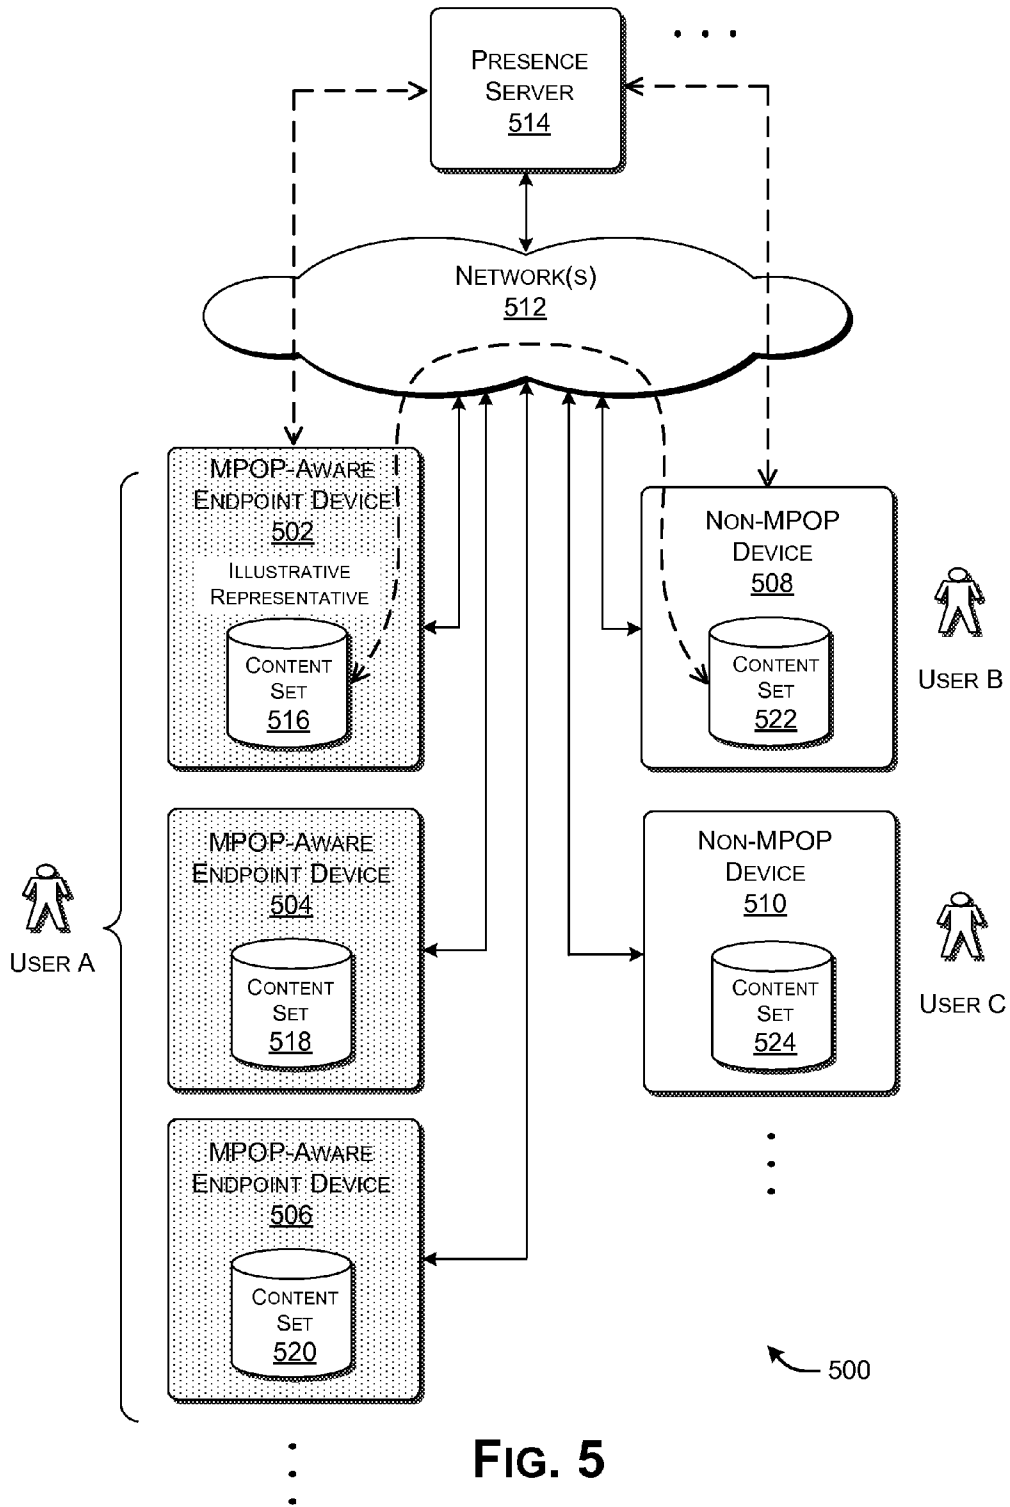 PRESENCE
SERVER
514
NETWORK(S)
512
MPOP-AWARE
ENDPOINT DEVICE
502
ILLUSTRATIVE
REPRESENTATIVE
CONTENT
SET
516
NON-MPOP
DEVICE
508
CONTENT
SET
522
USER B
MPOP-AWARE
ENDPOINT DEVICE
504
CONTENT
SET
518
USER A
NON-MPOP
DEVICE
510
CONTENT
SET
524
USER C
MPOP-AWARE
ENDPOINT DEVICE
506
CONTENT
SET
520
500
FIG. 5